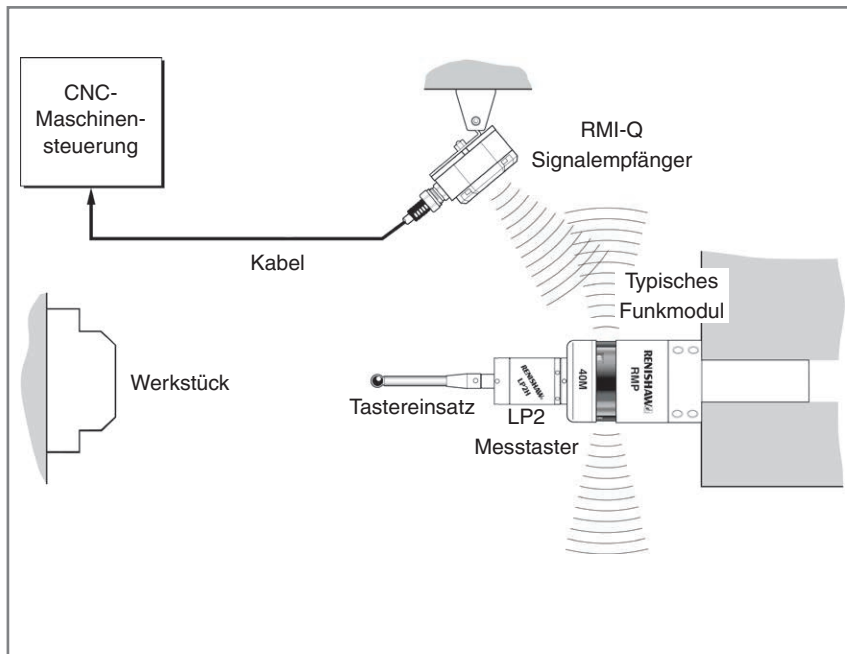 CNC-
Maschinen-
steuerung
RMI-Q
Signalempfänger
Kabel
Typisches
Funkmodul
Werkstück
Tastereinsatz
LP2
Messtaster
RENISHAW
LP2H
40M
RENISHAW
RMP